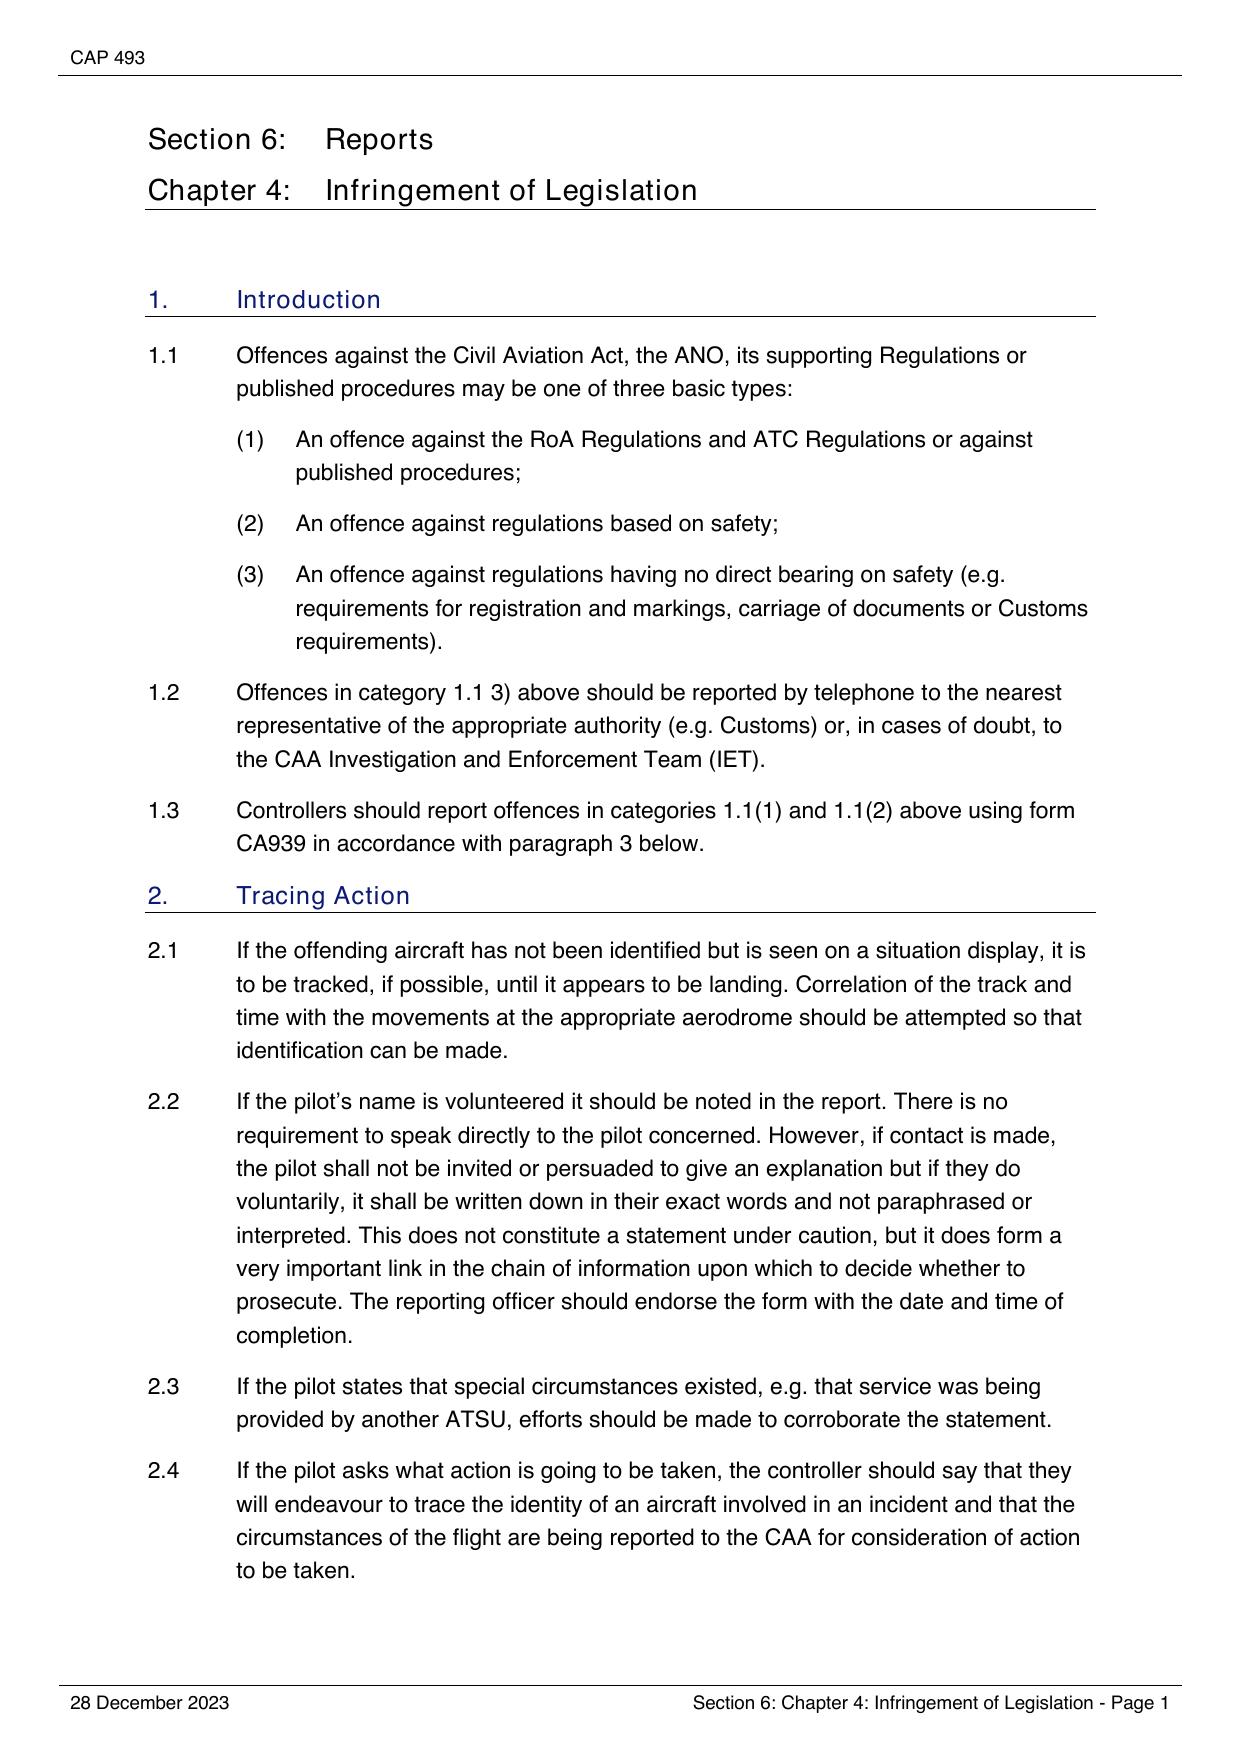 CAP 493
Section 6: Reports
Chapter 4: Infringement of Legislation
1. Introduction
1.1 Offences against the Civil Aviation Act, the ANO, its supporting Regulations or
published procedures may be one of three basic types:
(1) An offence against the RoA Regulations and ATC Regulations or against
published procedures;
(2) An offence against regulations based on safety;
(3) An offence against regulations having no direct bearing on safety (e.g.
requirements for registration and markings, carriage of documents or Customs
requirements).
1.2 Offences in category 1.1 3) above should be reported by telephone to the nearest
representative of the appropriate authority (e.g. Customs) or, in cases of doubt, to
the CAA Investigation and Enforcement Team (IET).
1.3 Controllers should report offences in categories 1.1(1) and 1.1(2) above using form
CA939 in accordance with paragraph 3 below.
2. Tracing Action
2.1 If the offending aircraft has not been identified but is seen on a situation display, it is
to be tracked, if possible, until it appears to be landing. Correlation of the track and
time with the movements at the appropriate aerodrome should be attempted so that
identification can be made.
2.2 If the pilot’s name is volunteered it should be noted in the report. There is no
requirement to speak directly to the pilot concerned. However, if contact is made,
the pilot shall not be invited or persuaded to give an explanation but if they do
voluntarily, it shall be written down in their exact words and not paraphrased or
interpreted. This does not constitute a statement under caution, but it does form a
very important link in the chain of information upon which to decide whether to
prosecute. The reporting officer should endorse the form with the date and time of
completion.
2.3 If the pilot states that special circumstances existed, e.g. that service was being
provided by another ATSU, efforts should be made to corroborate the statement.
2.4 If the pilot asks what action is going to be taken, the controller should say that they
will endeavour to trace the identity of an aircraft involved in an incident and that the
circumstances of the flight are being reported to the CAA for consideration of action
to be taken.
28 December 2023 Section 6: Chapter 4: Infringement of Legislation - Page 1